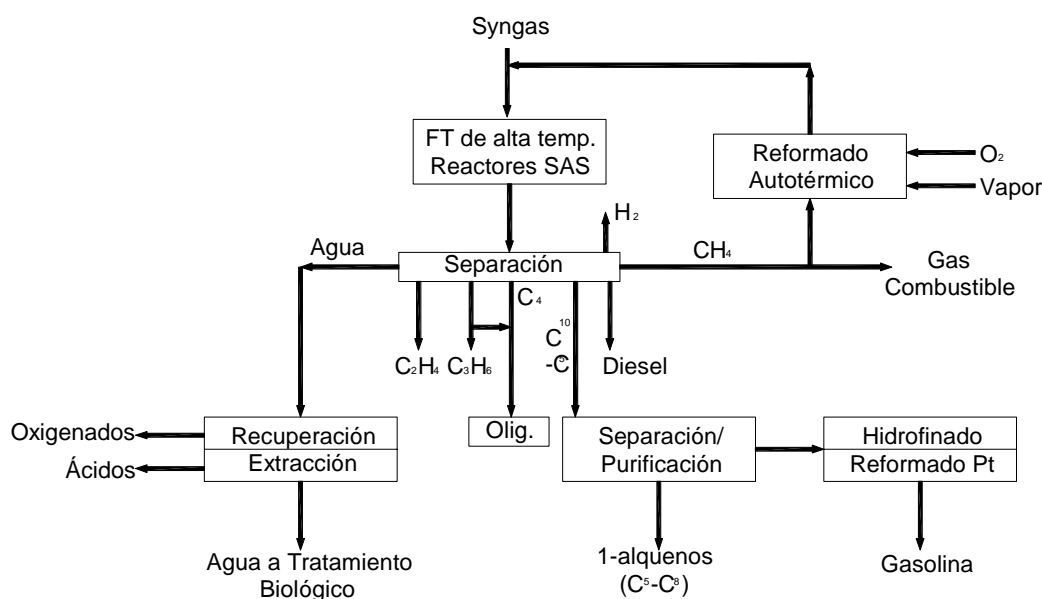 Syngas
FT de alta temp.
Reactores SAS
Reformado
Autotérmico
O₂
Vapor
H₂
Agua
Separación
CH₄
Gas
Combustible
C₄
C¹⁰
-C⁵
C₂H₄
C₃H₆
Diesel
Oxigenados
Recuperación
Extracción
Ácidos
Olig.
Separación/
Purificación
Hidrofinado
Reformado Pt
Agua a Tratamiento
Biológico
1-alquenos
(C⁵-C⁸)
Gasolina